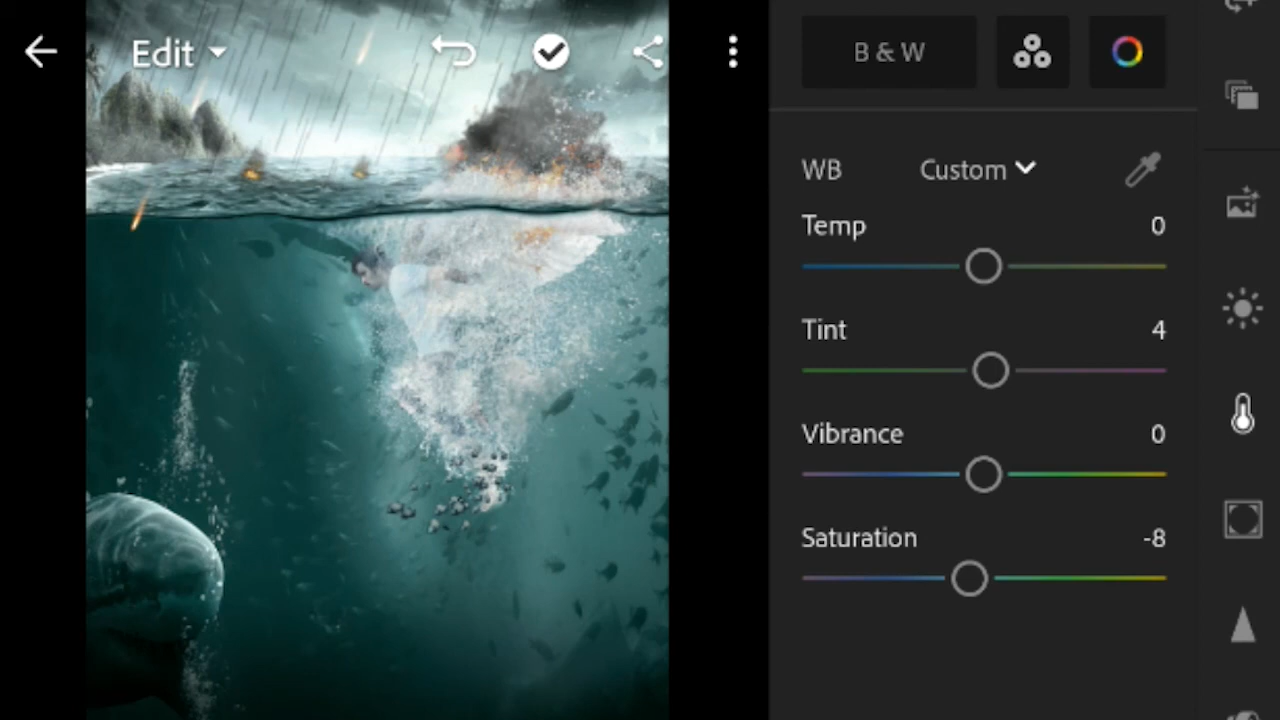 Edit
B & W
WB Custom
Temp 0
Tint 4
Vibrance 0
Saturation -8